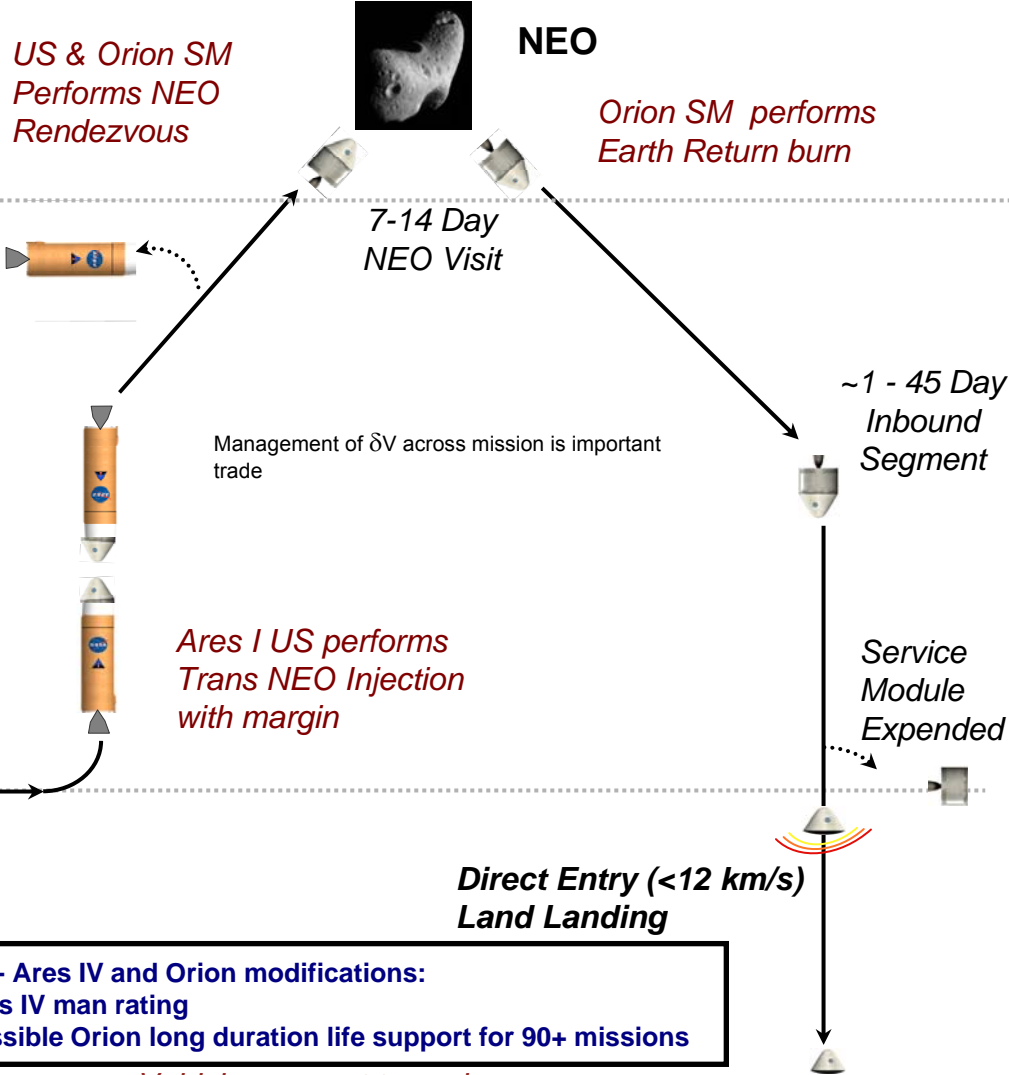 US & Orion SM
Performs NEO
Rendezvous
NEO
Orion SM performs
Earth Return burn
7-14 Day
NEO Visit
~1 - 45 Day
Inbound
Segment
Management of δV across mission is important
trade
Ares I US performs
Trans NEO Injection
with margin
Service
Module
Expended
Direct Entry (<12 km/s)
Land Landing
- Ares IV and Orion modifications:
s IV man rating
ssible Orion long duration life support for 90+ missions